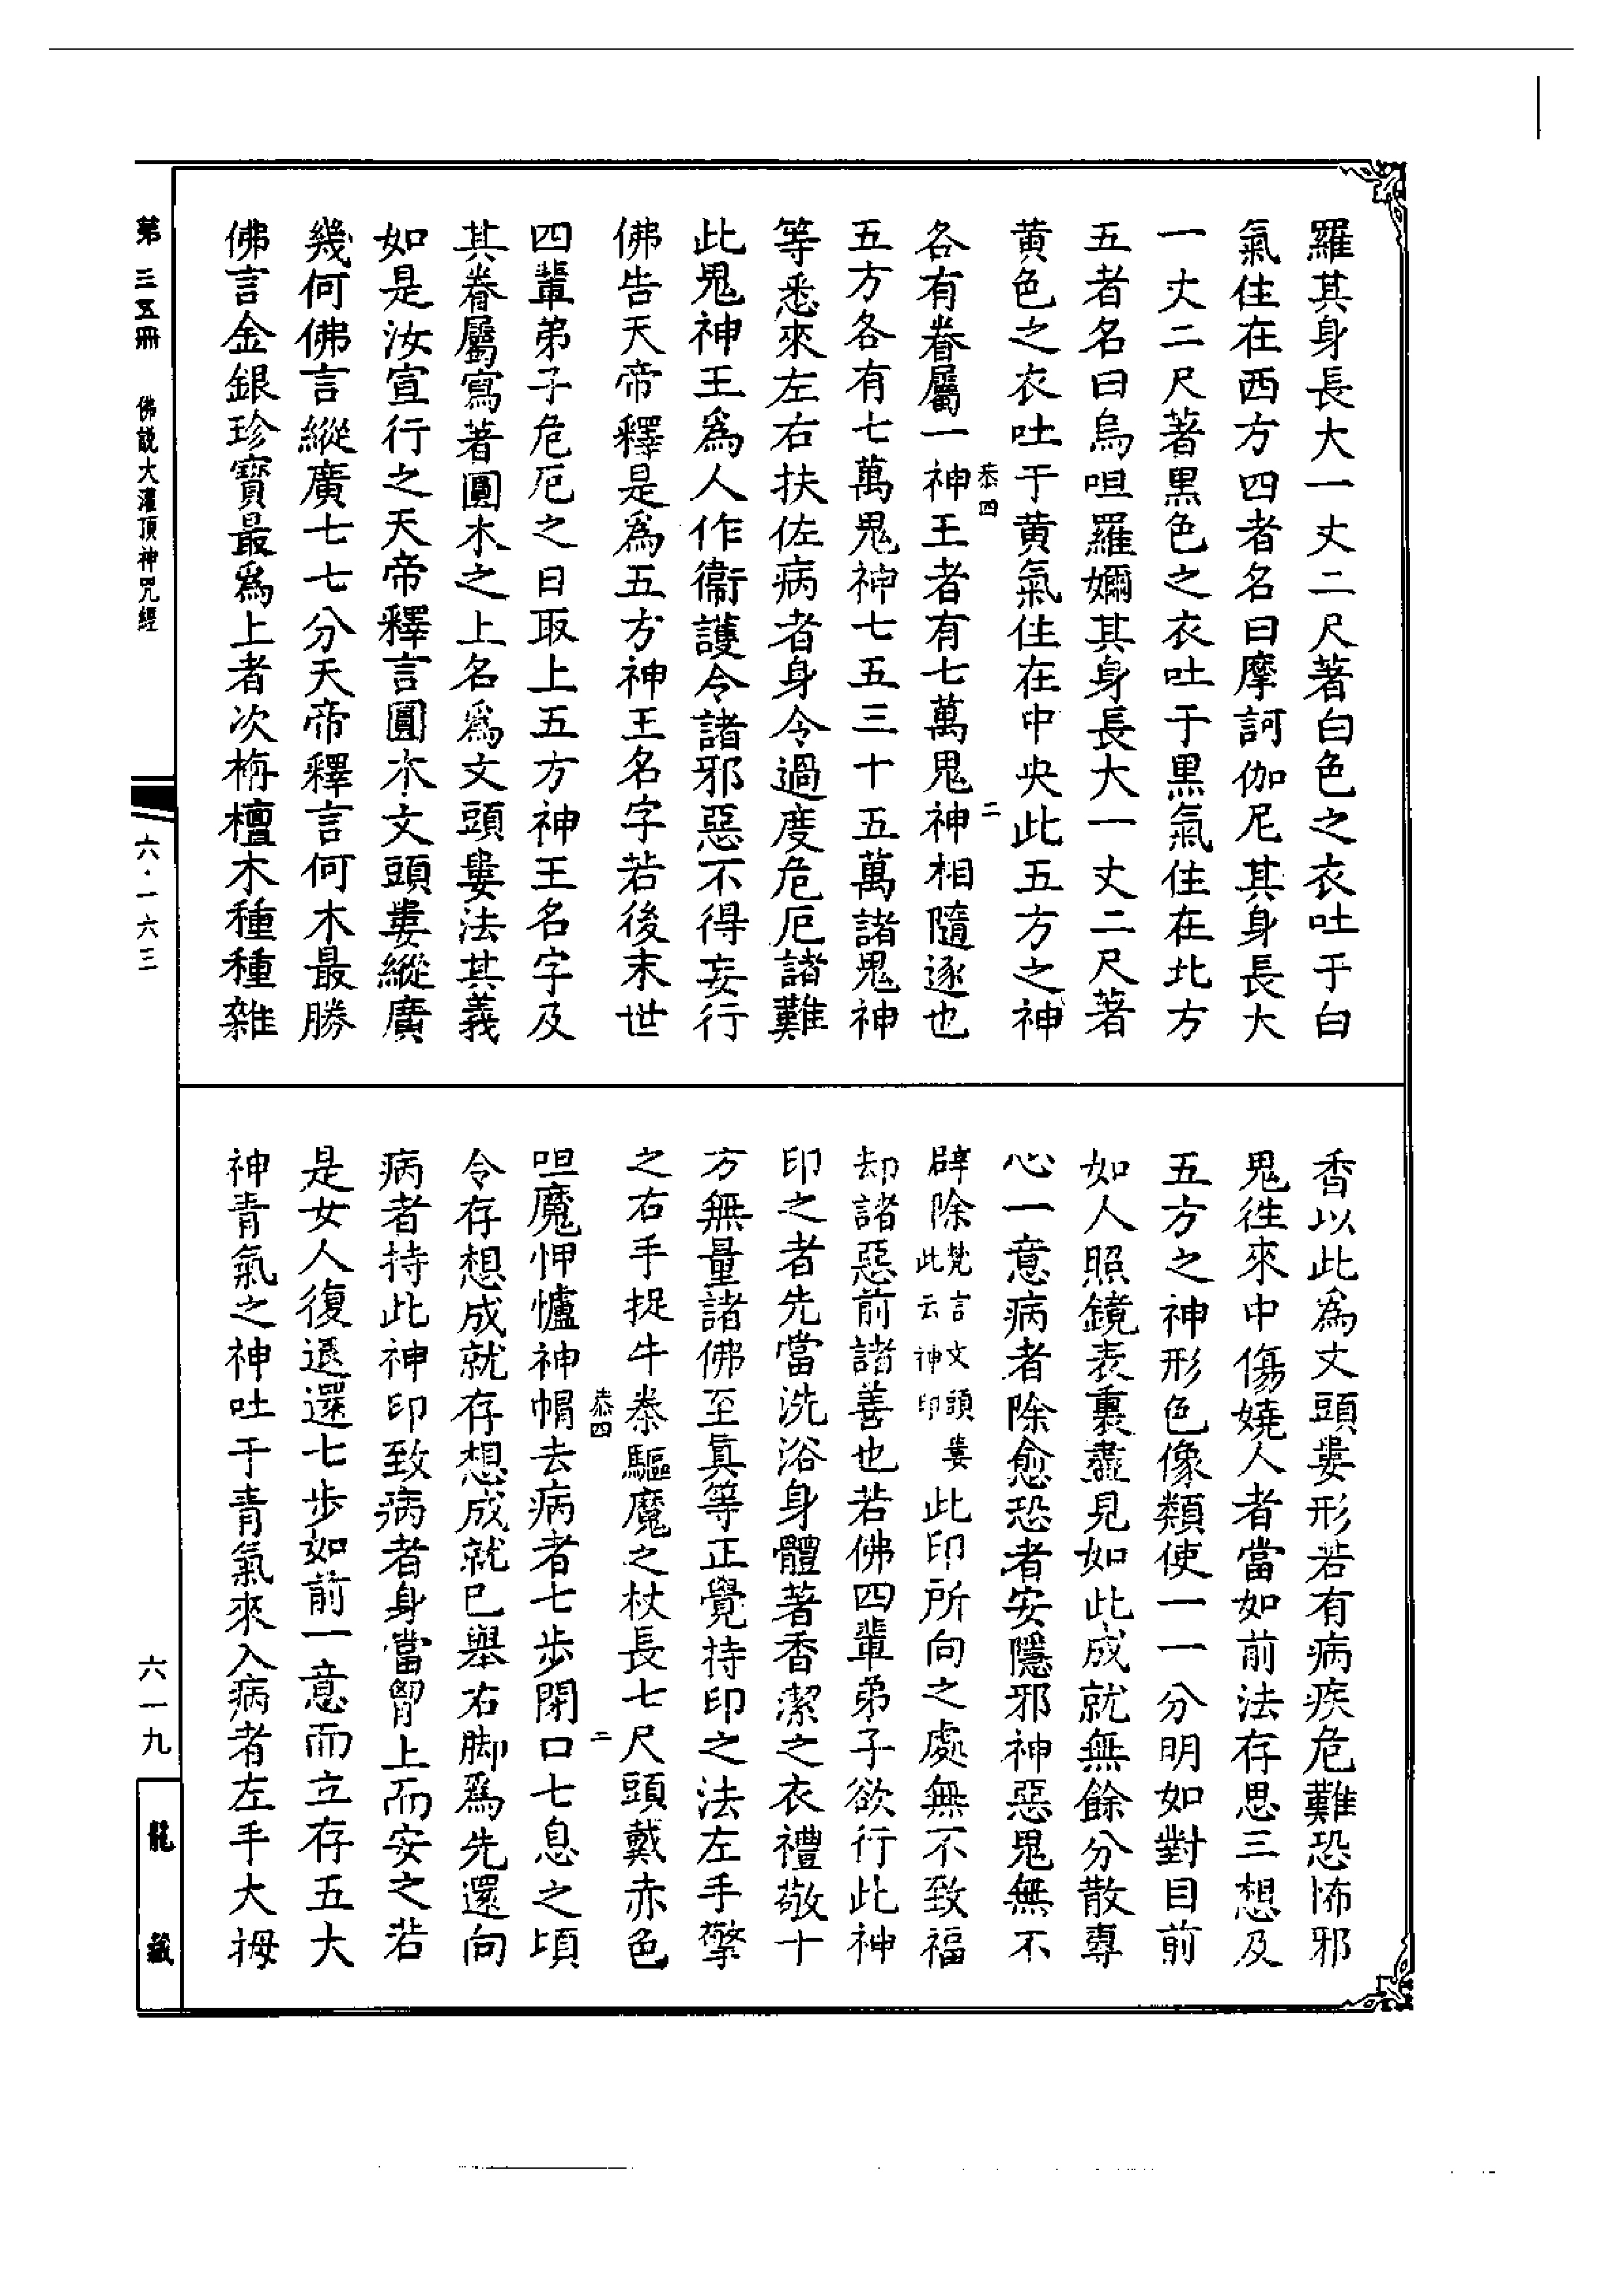 羅其身長大一丈二尺著白色之衣吐于白
氣住在西方四者名曰摩訶伽尼其身長大
一丈二尺著黑色之衣吐于黑氣住在北方
五者名曰烏呾羅嬭其身長大一丈二尺著
黃色之衣吐于黃氣住在中央此五方之神
㳟四
二
各有眷屬一神王者有七萬鬼神相隨逐也
五方各有七萬鬼神七五三十五萬諸鬼神
等悉來左右扶佐病者身令過度危厄諸難
此鬼神王爲人作衞護令諸邪惡不得妄行
佛告天帝釋是爲五方神王名字若後末世
四輩弟子危厄之日取上五方神王名字及
其眷屬寫著圓木之上名爲文頭婁法其義
如是汝宣行之天帝釋言圓木文頭婁縱廣
幾何佛言縱廣七七分天帝釋言何木最勝
佛言金銀珍寶最爲上者次栴檀木種種雜
香以此爲文頭婁形若有病疾危難恐怖邪
鬼徃來中傷嬈人者當如前法存思三想及
五方之神形色像類使一一分明如對目前
如人照鏡表裏盡見如此成就無餘分散專
心一意病者除愈恐者安隱邪神惡鬼無不
辟除梵言文頭婁此云神印此印所向之處無不致福
却諸惡前諸善也若佛四輩弟子欲行此神
印之者先當洗浴身體著香潔之衣禮敬十
方無量諸佛至眞等正覺持印之法左手擎
之右手捉牛桊驅魔之杖長七尺頭戴赤色
㳟四
二
呾魔㤉㠠神帽去病者七步閉口七息之頃
令存想成就存想成就已舉右脚爲先還向
病者持此神印致病者身當胷上而安之若
是女人復退還七步如前一意而立存五大
神青氣之神吐于青氣來入病者左手大拇
第三五冊
佛說大灌頂神咒經
六·一六三
六一九
龍藏